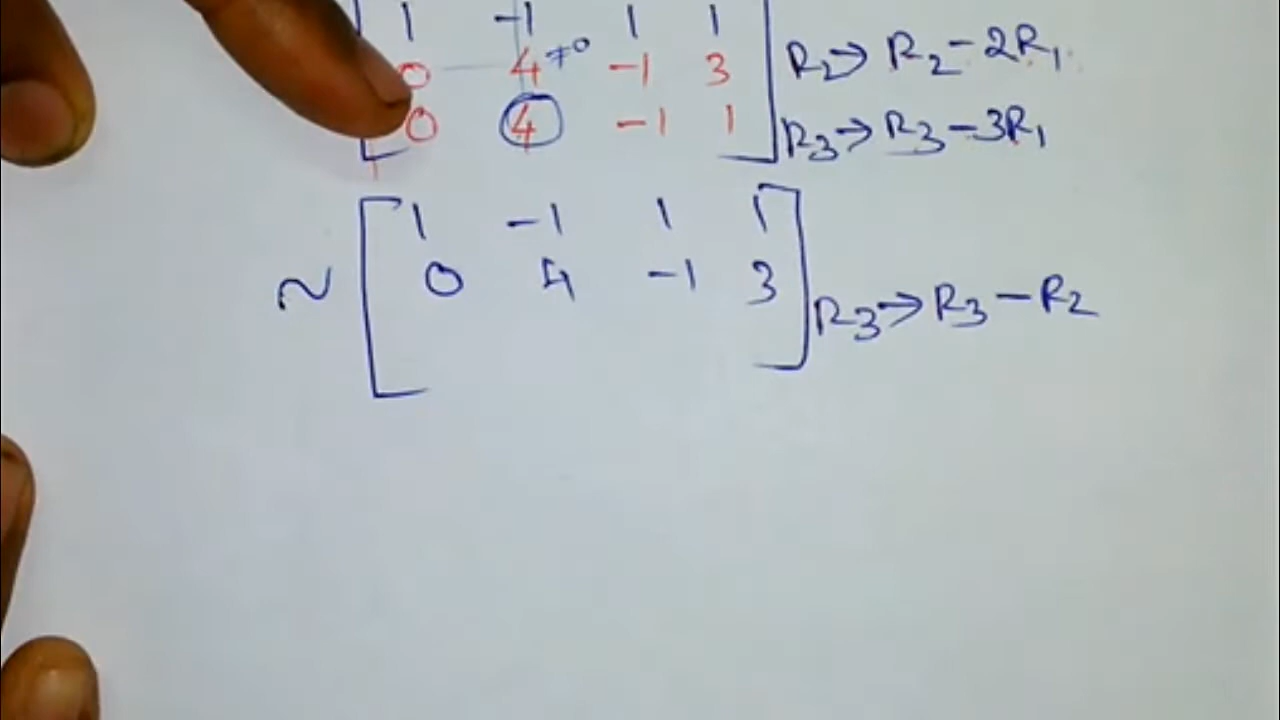 1 -1 1 1
0 4 ≠0 -1 3 R2→ R2-2R1
0 4 -1 1 R3→ R3-3R1
1 -1 1 1
~ 0 4 -1 3 R3→R3-R2